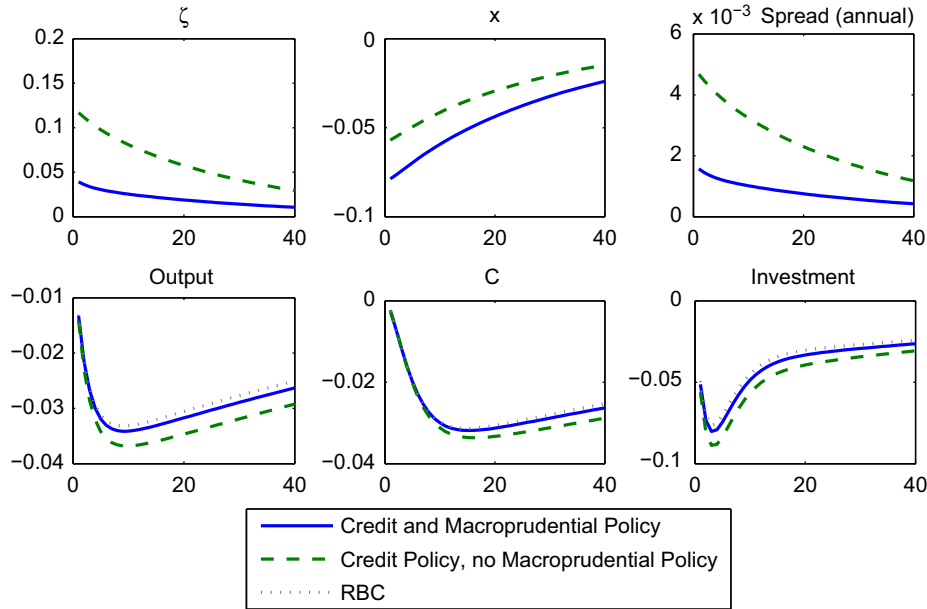 ζ x × 10−3 Spread (annual)
0.2 0 6
0.15
4
0.1 −0.05
2
0.05
0 −0.1 0
0 20 40 0 20 40 0 20 40
Output C Investment
−0.01 0 0
−0.02
−0.02 −0.05
−0.03
−0.04 −0.04 −0.1
0 20 40 0 20 40 0 20 40
Credit and Macroprudential Policy
Credit Policy, no Macroprudential Policy
RBC